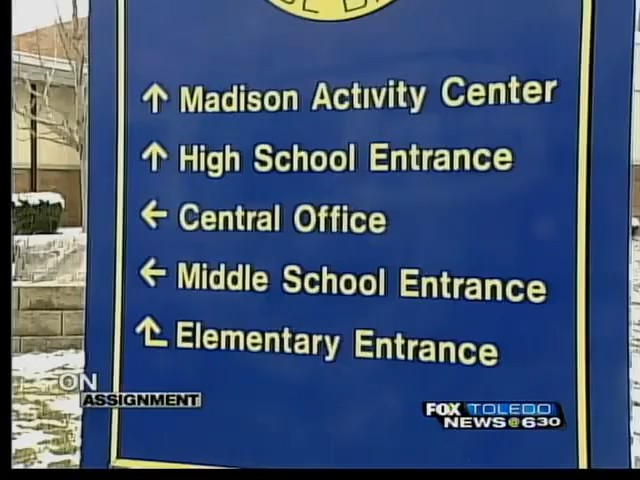 ↑ Madison Activity Center
↑ High School Entrance
← Central Office
← Middle School Entrance
↰ Elementary Entrance
ON
ASSIGNMENT
FOX TOLEDO
NEWS@630